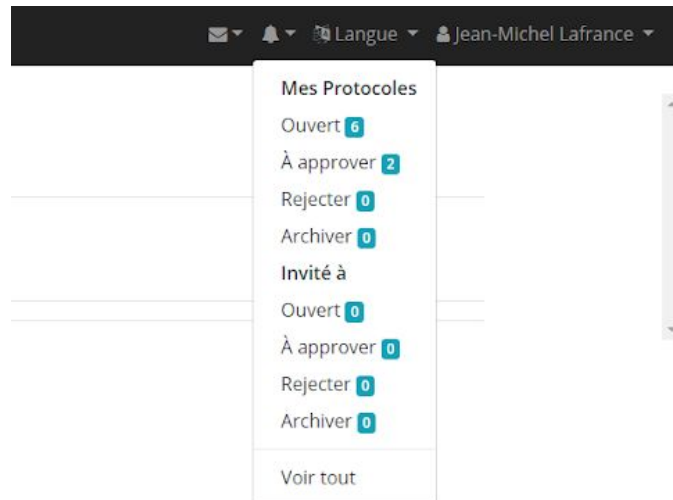 Langue Jean-Michel Lafrance
Mes Protocoles
Ouvert 6
À approver 2
Rejecter 0
Archiver 0
Invité à
Ouvert 0
À approver 0
Rejecter 0
Archiver 0
Voir tout